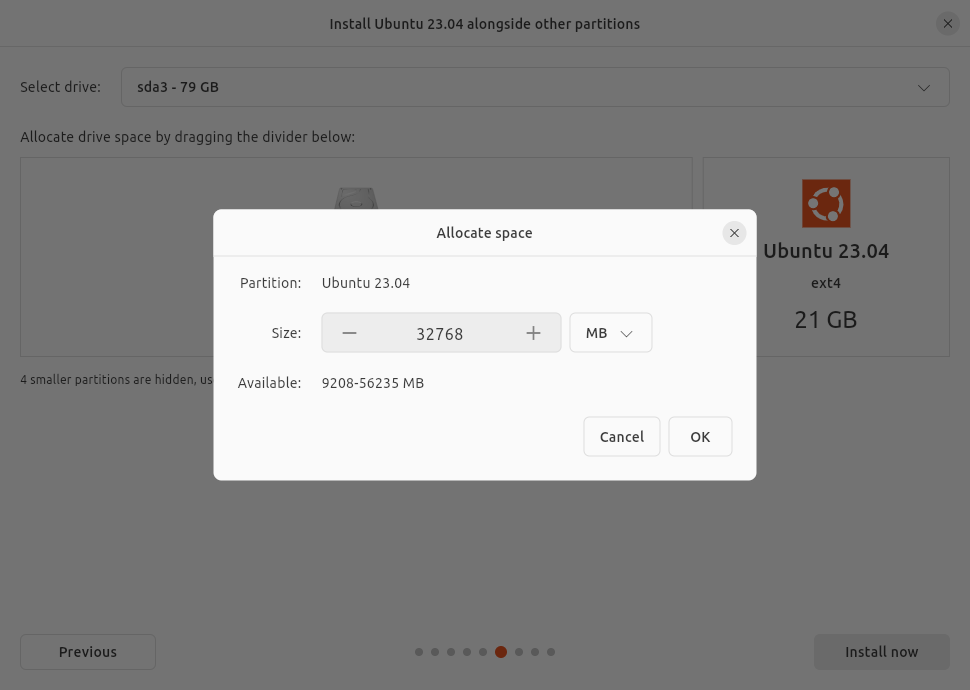 Install Ubuntu 23.04 alongside other partitions
Select drive: sda3 - 79 GB
Allocate drive space by dragging the divider below:
Ubuntu 23.04
ext4
21 GB
4 smaller partitions are hidden, us
Allocate space
Partition: Ubuntu 23.04
Size: 32768 MB
Available: 9208-56235 MB
Cancel OK
Previous Install now